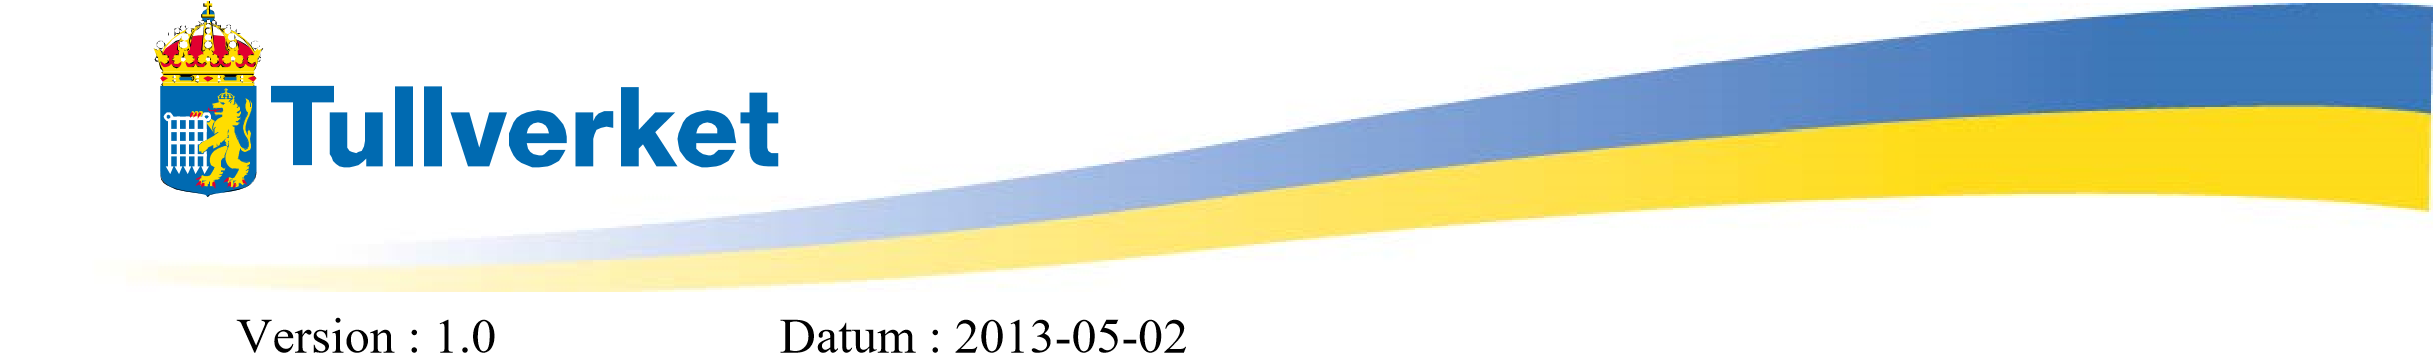 Tullverket
Version : 1.0 Datum : 2013-05-02